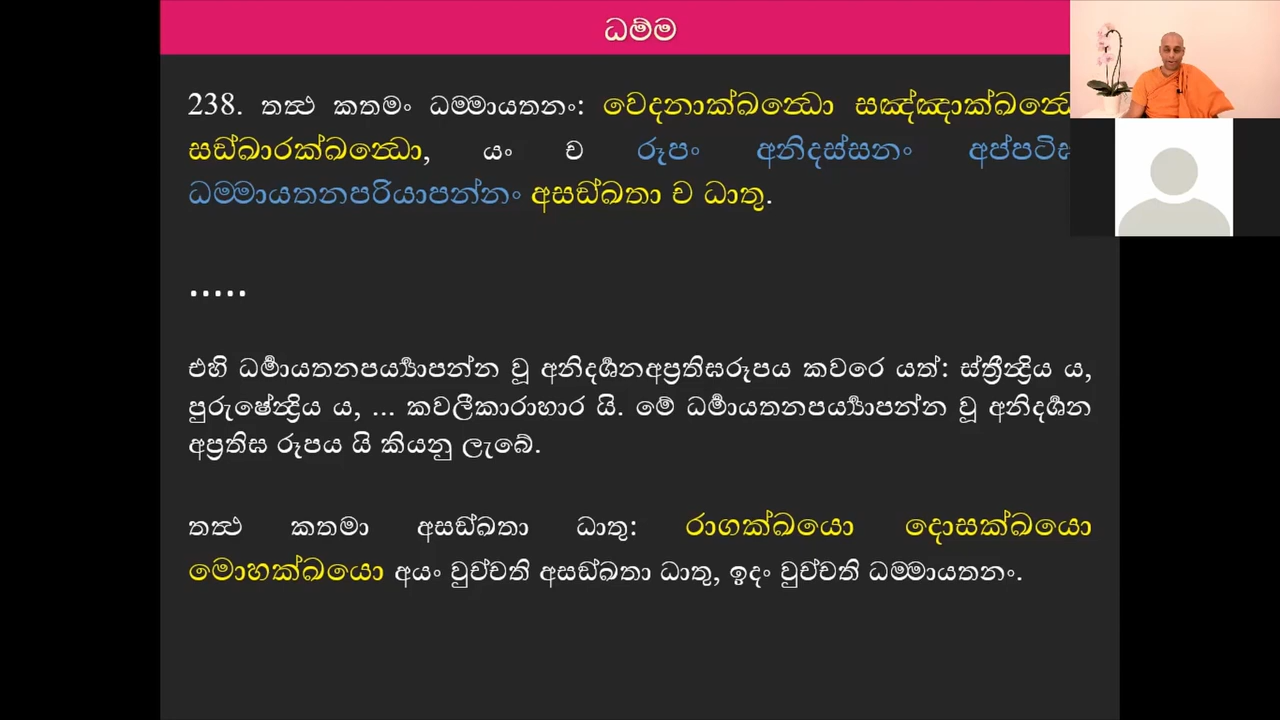 ධම්ම
238. තත්‍ථ කතමං ධම‍්මායතනං: වෙදනාක‍්ඛන්‍ධො සඤ‍්ඤාක‍්ඛන්‍ධො
සඞ‍්ඛාරක‍්ඛන්‍ධො, යං ච රූපං අනිදස‍්සනං
ධම‍්මායතනපරියාපන‍්නං අසඞ‍්ඛතා ච ධාතු.
.....
එහි ධර්‍මායතනපර්‍ය්‍යාපන්න වූ අනිදර්‍ශනඅප්‍රතිඝරූපය කවරෙ යත්: ස්ත්‍රීන්‍ද්‍රිය ය,
පුරුෂේන්‍ද්‍රිය ය, ... කවලීකාරාහාර යි. මේ ධර්‍මායතනපර්‍ය්‍යාපන්න වූ අනිදර්‍ශන
අප්‍රතිඝ රූපය යි කියනු ලැබේ.
තත්‍ථ කතමා අසඞ‍්ඛතා ධාතු: රාගක‍්ඛයො දොසක‍්ඛයො
මොහක‍්ඛයො අයං වුච‍්චති අසඞ‍්ඛතා ධාතු, ඉදං වුච‍්චති ධම‍්මායතනං.